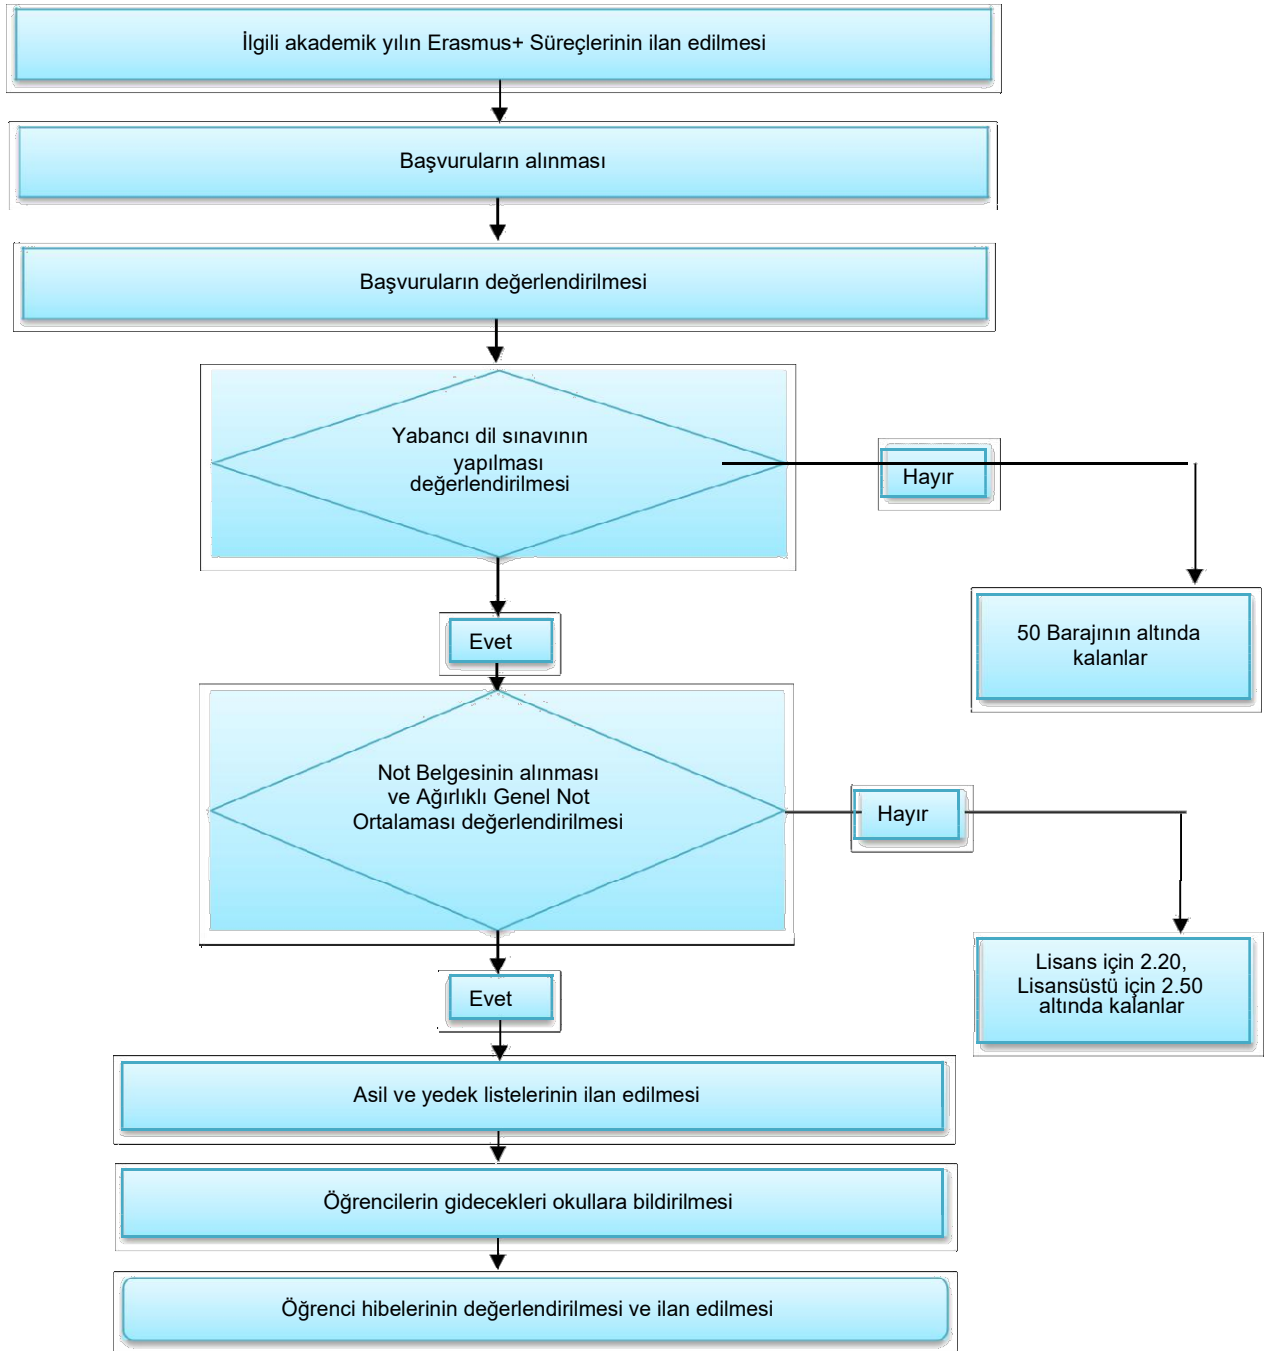 İlgili akademik yılın Erasmus+ Süreçlerinin ilan edilmesi
Başvuruların alınması
Başvuruların değerlendirilmesi
Yabancı dil sınavının
yapılması
değerlendirilmesi
Hayır
50 Barajının altında
kalanlar
Evet
Not Belgesinin alınması
ve Ağırlıklı Genel Not
Ortalaması değerlendirilmesi
Hayır
Lisans için 2.20,
Lisansüstü için 2.50
altında kalanlar
Evet
Asil ve yedek listelerinin ilan edilmesi
Öğrencilerin gidecekleri okullara bildirilmesi
Öğrenci hibelerinin değerlendirilmesi ve ilan edilmesi